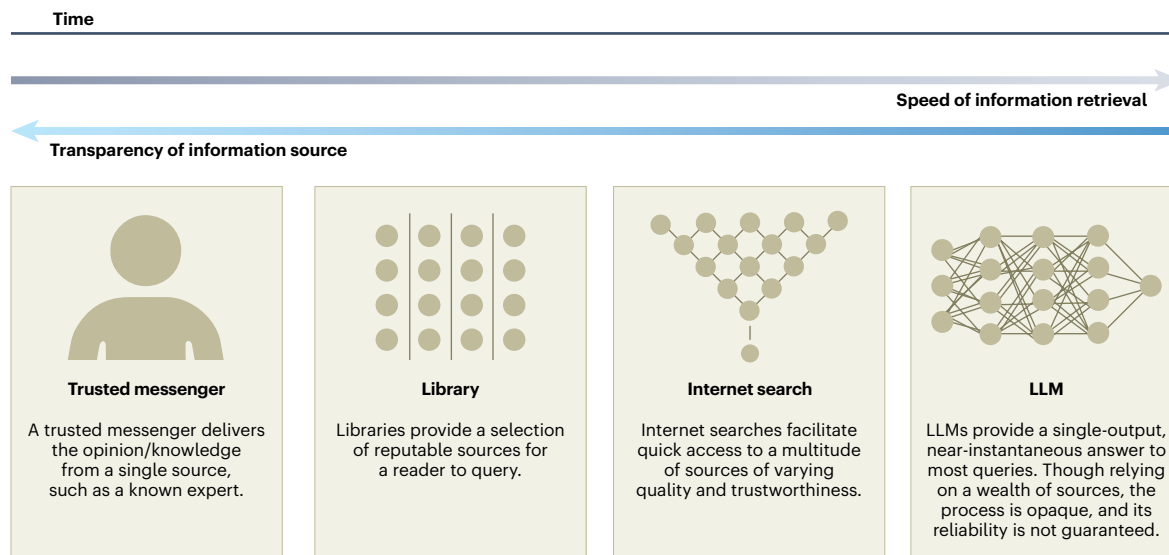 Time
Speed of information retrieval
Transparency of information source
Trusted messenger
A trusted messenger delivers
the opinion/knowledge
from a single source,
such as a known expert.
Library
Libraries provide a selection
of reputable sources for
a reader to query.
Internet search
Internet searches facilitate
quick access to a multitude
of sources of varying
quality and trustworthiness.
LLM
LLMs provide a single-output,
near-instantaneous answer to
most queries. Though relying
on a wealth of sources, the
process is opaque, and its
reliability is not guaranteed.